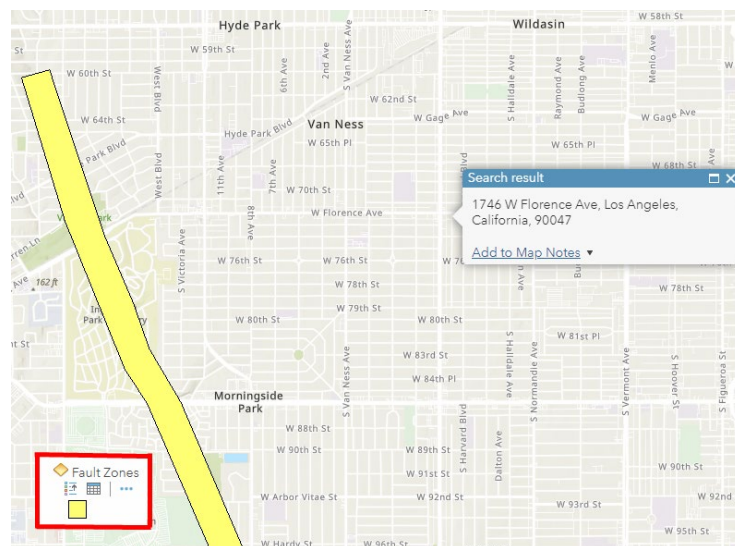 W 58th St
Hyde Park
Wildasin
St
W 59th St
W 60th St
West Blvd
6th Ave
2nd Ave
S Van Ness Ave
S Halldale Ave
Raymond Ave
Budlong Ave
Menlo Ave
W
W 62nd St
W Gage Ave
W Gage Ave
W 64th St
Hyde Park Blvd
Van Ness
W 65th Pl
W 65th Pl
Park Blvd
West Blvd
11th Ave
7th Ave
W 68th St
W 70th St
Search result
1746 W Florence Ave, Los Angeles,
California, 90047
Add to Map Notes
8th Ave
W Florence Ave
S Victoria Ave
W 76th St
W 76th St
W 78th St
W 78th St
162 ft
W 79th St
W 80th St
W 80th St
W 81st Pl
W 83rd St
W 84th Pl
S Van Ness Ave
S Halldale Ave
S Normandie Ave
S Vermont Ave
S Hoover St
S Figueroa St
Morningside
Park
W 88th St
W 90th St
W 89th St
W 91st St
S Harvard Blvd
Dalton Ave
W 90th St
Fault Zones
W Arbor Vitae St
W 92nd St
W 93rd St
W 92nd
W 95th St
W Hardy St
W 96th St